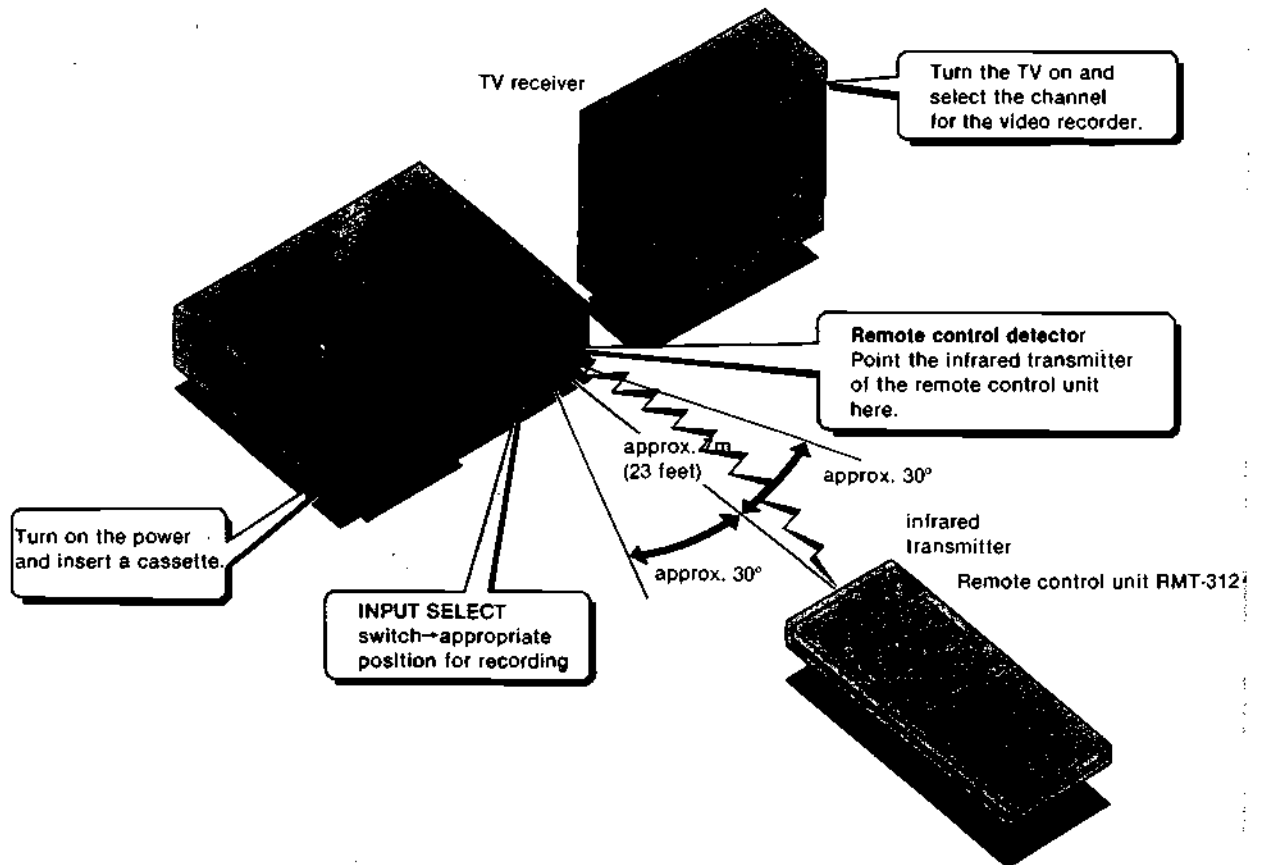 TV receiver
Turn the TV on and
select the channel
for the video recorder.
Remote control detector
Point the infrared transmitter
of the remote control unit
here.
approx. 7m
(23 feet)
approx. 30°
approx. 30°
infrared
transmitter
Remote control unit RMT-312
Turn on the power
and insert a cassette.
INPUT SELECT
switch→appropriate
position for recording